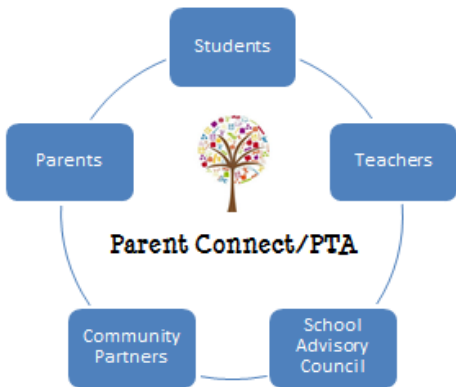 Students
Parents
Teachers
Parent Connect/PTA
Community
Partners
School
Advisory
Council